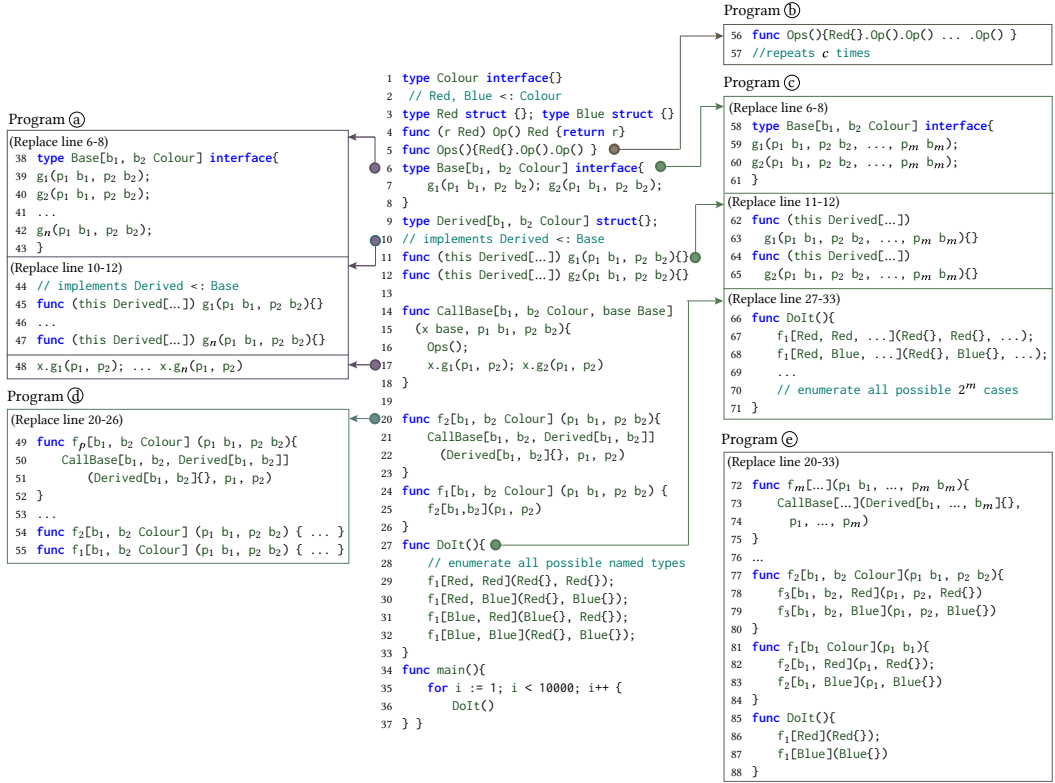 Program ⓑ
56 func Ops(){Red{}.Op().Op() ... .Op() }
57 //repeats c times
1 type Colour interface{}
2 // Red, Blue <: Colour
3 type Red struct {}; type Blue struct {}
4 func (r Red) Op() Red {return r}
5 func Ops(){Red{}.Op().Op() }
6 type Base[b₁, b₂ Colour] interface{
7 g₁(p₁ b₁, p₂ b₂); g₂(p₁ b₁, p₂ b₂);
8 }
9 type Derived[b₁, b₂ Colour] struct{};
10 // implements Derived <: Base
11 func (this Derived[...]) g₁(p₁ b₁, p₂ b₂){}
12 func (this Derived[...]) g₂(p₁ b₁, p₂ b₂){}
13
14 func CallBase[b₁, b₂ Colour, base Base]
15 (x base, p₁ b₁, p₂ b₂){
16 Ops();
17 x.g₁(p₁, p₂); x.g₂(p₁, p₂)
18 }
19
20 func f₂[b₁, b₂ Colour] (p₁ b₁, p₂ b₂){
21 CallBase[b₁, b₂, Derived[b₁, b₂]]
22 (Derived[b₁, b₂]{}, p₁, p₂)
23 }
24 func f₁[b₁, b₂ Colour] (p₁ b₁, p₂ b₂) {
25 f₂[b₁,b₂](p₁, p₂)
26 }
27 func DoIt(){
28 // enumerate all possible named types
29 f₁[Red, Red](Red{}, Red{});
30 f₁[Red, Blue](Red{}, Blue{});
31 f₁[Blue, Red](Blue{}, Red{});
32 f₁[Blue, Blue](Red{}, Blue{});
33 }
34 func main(){
35 for i := 1; i < 10000; i++ {
36 DoIt()
37 } }
Program ⓐ
(Replace line 6-8)
38 type Base[b₁, b₂ Colour] interface{
39 g₁(p₁ b₁, p₂ b₂);
40 g₂(p₁ b₁, p₂ b₂);
41 ...
42 gₙ(p₁ b₁, p₂ b₂);
43 }
(Replace line 10-12)
44 // implements Derived <: Base
45 func (this Derived[...]) g₁(p₁ b₁, p₂ b₂){}
46 ...
47 func (this Derived[...]) gₙ(p₁ b₁, p₂ b₂){}
48 x.g₁(p₁, p₂); ... x.gₙ(p₁, p₂)
Program ⓓ
(Replace line 20-26)
49 func fₚ[b₁, b₂ Colour] (p₁ b₁, p₂ b₂){
50 CallBase[b₁, b₂, Derived[b₁, b₂]]
51 (Derived[b₁, b₂]{}, p₁, p₂)
52 }
53 ...
54 func f₂[b₁, b₂ Colour] (p₁ b₁, p₂ b₂) { ... }
55 func f₁[b₁, b₂ Colour] (p₁ b₁, p₂ b₂) { ... }
Program ⓒ
(Replace line 6-8)
58 type Base[b₁, b₂ Colour] interface{
59 g₁(p₁ b₁, p₂ b₂, ..., pₘ bₘ);
60 g₂(p₁ b₁, p₂ b₂, ..., pₘ bₘ);
61 }
(Replace line 11-12)
62 func (this Derived[...])
63 g₁(p₁ b₁, p₂ b₂, ..., pₘ bₘ){}
64 func (this Derived[...])
65 g₂(p₁ b₁, p₂ b₂, ..., pₘ bₘ){}
(Replace line 27-33)
66 func DoIt(){
67 f₁[Red, Red, ...](Red{}, Red{}, ...);
68 f₁[Red, Blue, ...](Red{}, Blue{}, ...);
69 ...
70 // enumerate all possible 2ᵐ cases
71 }
Program ⓔ
(Replace line 20-33)
72 func fₘ[...](p₁ b₁, ..., pₘ bₘ){
73 CallBase[...](Derived[b₁, ..., bₘ]{},
74 p₁, ..., pₘ)
75 }
76 ...
77 func f₂[b₁, b₂ Colour](p₁ b₁, p₂ b₂){
78 f₃[b₁, b₂, Red](p₁, p₂, Red{})
79 f₃[b₁, b₂, Blue](p₁, p₂, Blue{})
80 }
81 func f₁[b₁ Colour](p₁ b₁){
82 f₂[b₁, Red](p₁, Red{});
83 f₂[b₁, Blue](p₁, Blue{})
84 }
85 func DoIt(){
86 f₁[Red](Red{});
87 f₁[Blue](Blue{})
88 }